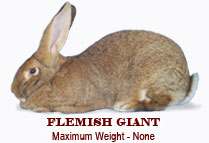 FLEMISH GIANT
Maximum Weight - None